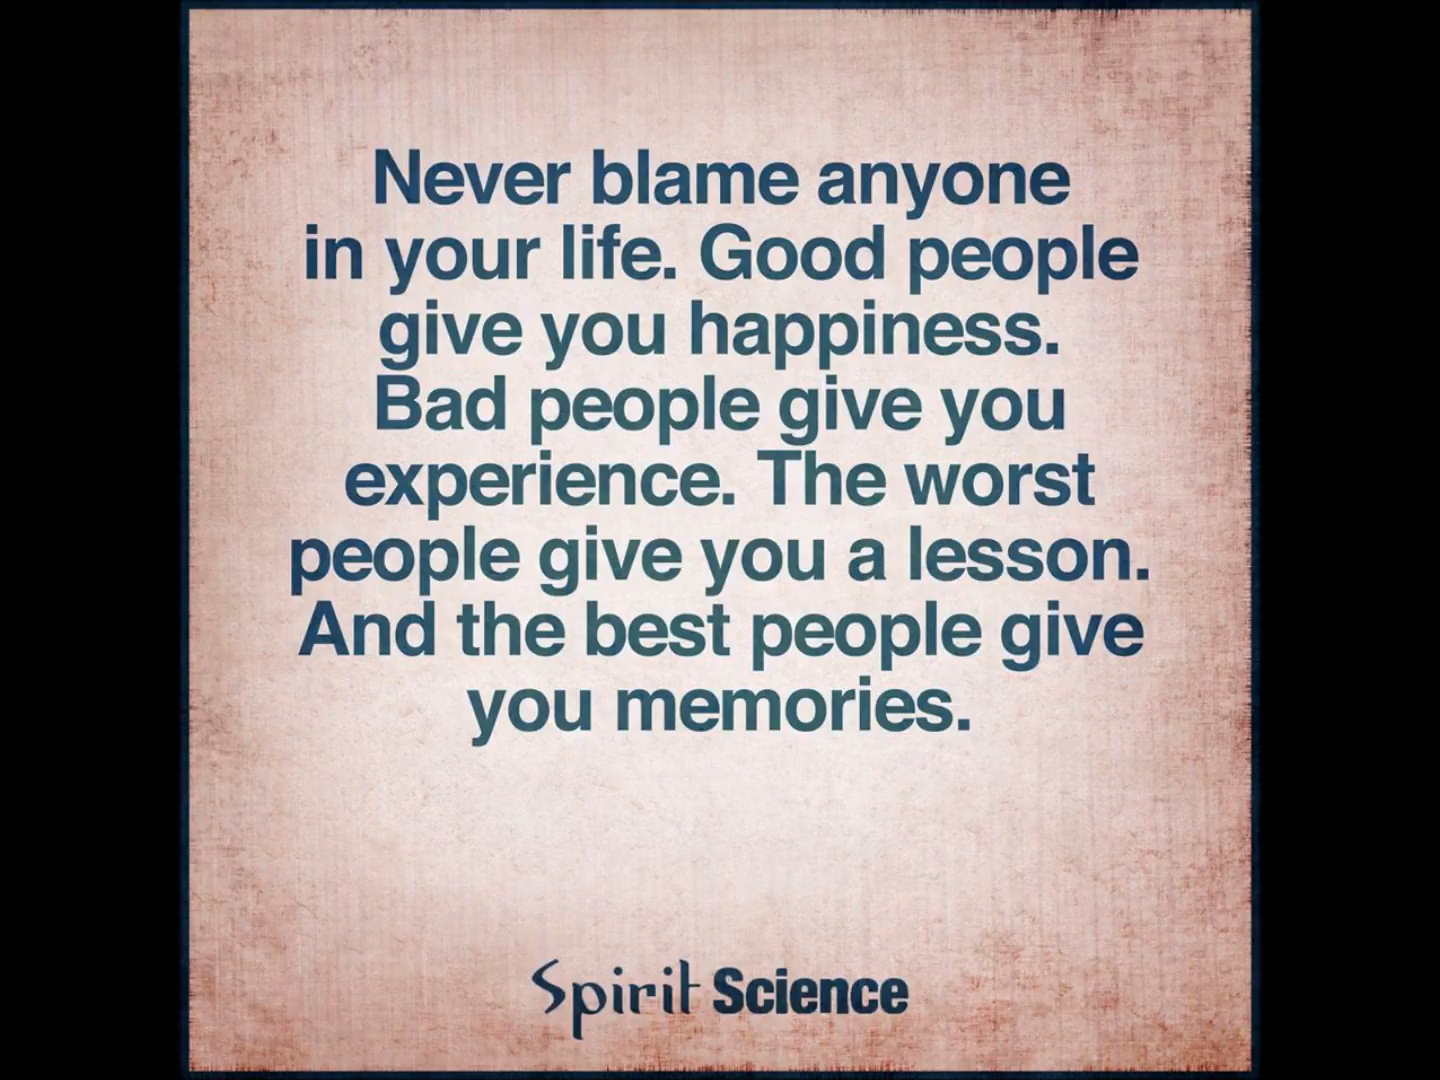 Never blame anyone
in your life. Good people
give you happiness.
Bad people give you
experience. The worst
people give you a lesson.
And the best people give
you memories.
Spirit Science